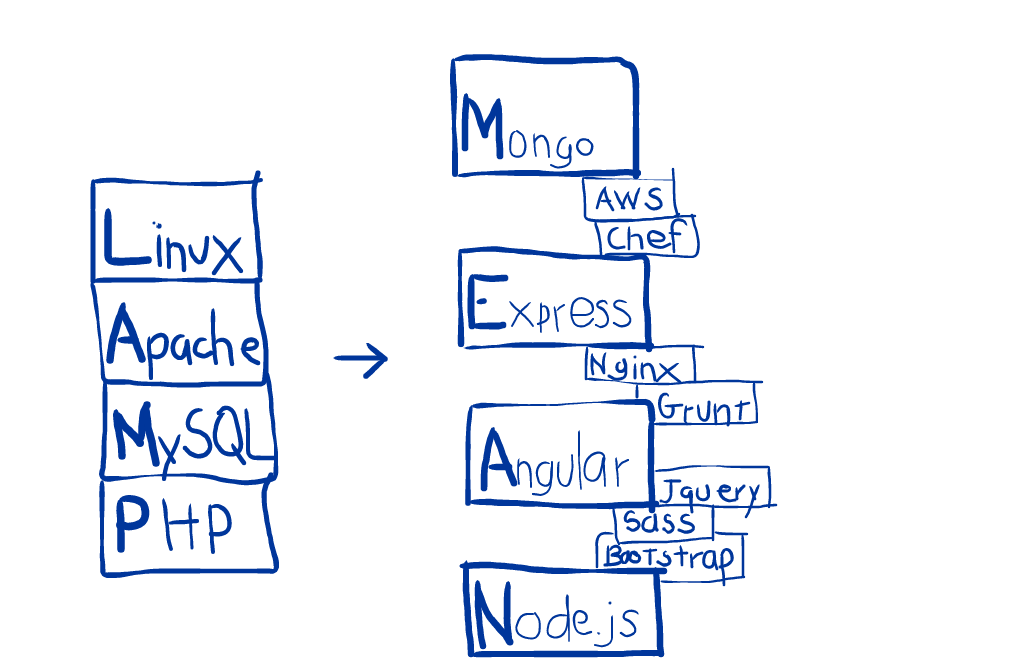 Linux
Apache
MySQL
PHP
Mongo
AWS
Chef
Express
Nginx
Grunt
Angular
Jquery
Sass
Bootstrap
Node.js